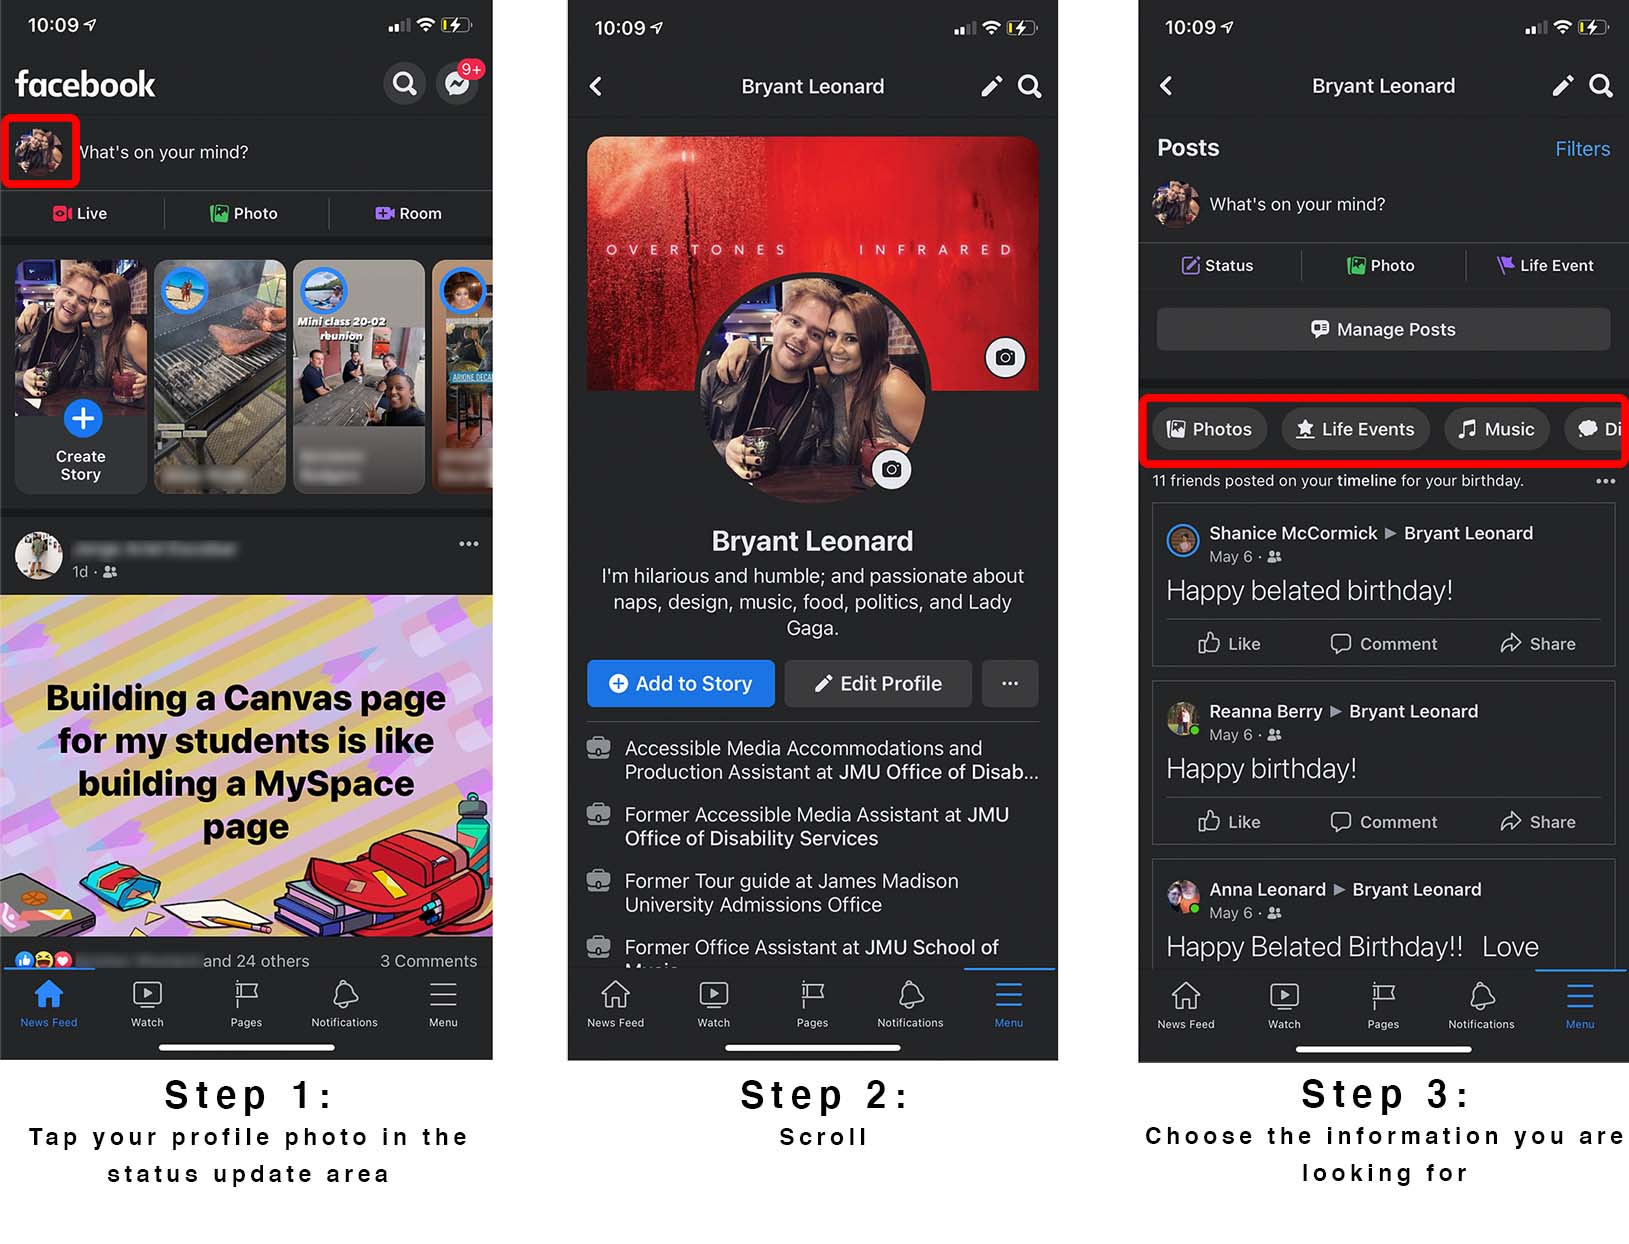 10:09
facebook
9+
What's on your mind?
Live
Photo
Room
Mini class 20-02
reunion
ARIONE DECA
Create
Story
1d ·
Building a Canvas page
for my students is like
building a MySpace
page
and 24 others
3 Comments
News Feed
Watch
Pages
Notifications
Menu
Step 1:
Tap your profile photo in the
status update area
10:09
Bryant Leonard
OVERTONES INFRARED
Bryant Leonard
I'm hilarious and humble; and passionate about
naps, design, music, food, politics, and Lady
Gaga.
Add to Story
Edit Profile
Accessible Media Accommodations and
Production Assistant at JMU Office of Disab...
Former Accessible Media Assistant at JMU
Office of Disability Services
Former Tour guide at James Madison
University Admissions Office
Former Office Assistant at JMU School of
Music
News Feed
Watch
Pages
Notifications
Menu
Step 2:
Scroll
10:09
Bryant Leonard
Posts
Filters
What's on your mind?
Status
Photo
Life Event
Manage Posts
Photos
Life Events
Music
Di
11 friends posted on your timeline for your birthday.
Shanice McCormick ▶ Bryant Leonard
May 6 ·
Happy belated birthday!
Like
Comment
Share
Reanna Berry ▶ Bryant Leonard
May 6 ·
Happy birthday!
Like
Comment
Share
Anna Leonard ▶ Bryant Leonard
May 6 ·
Happy Belated Birthday!! Love
News Feed
Watch
Pages
Notifications
Menu
Step 3:
Choose the information you are
looking for